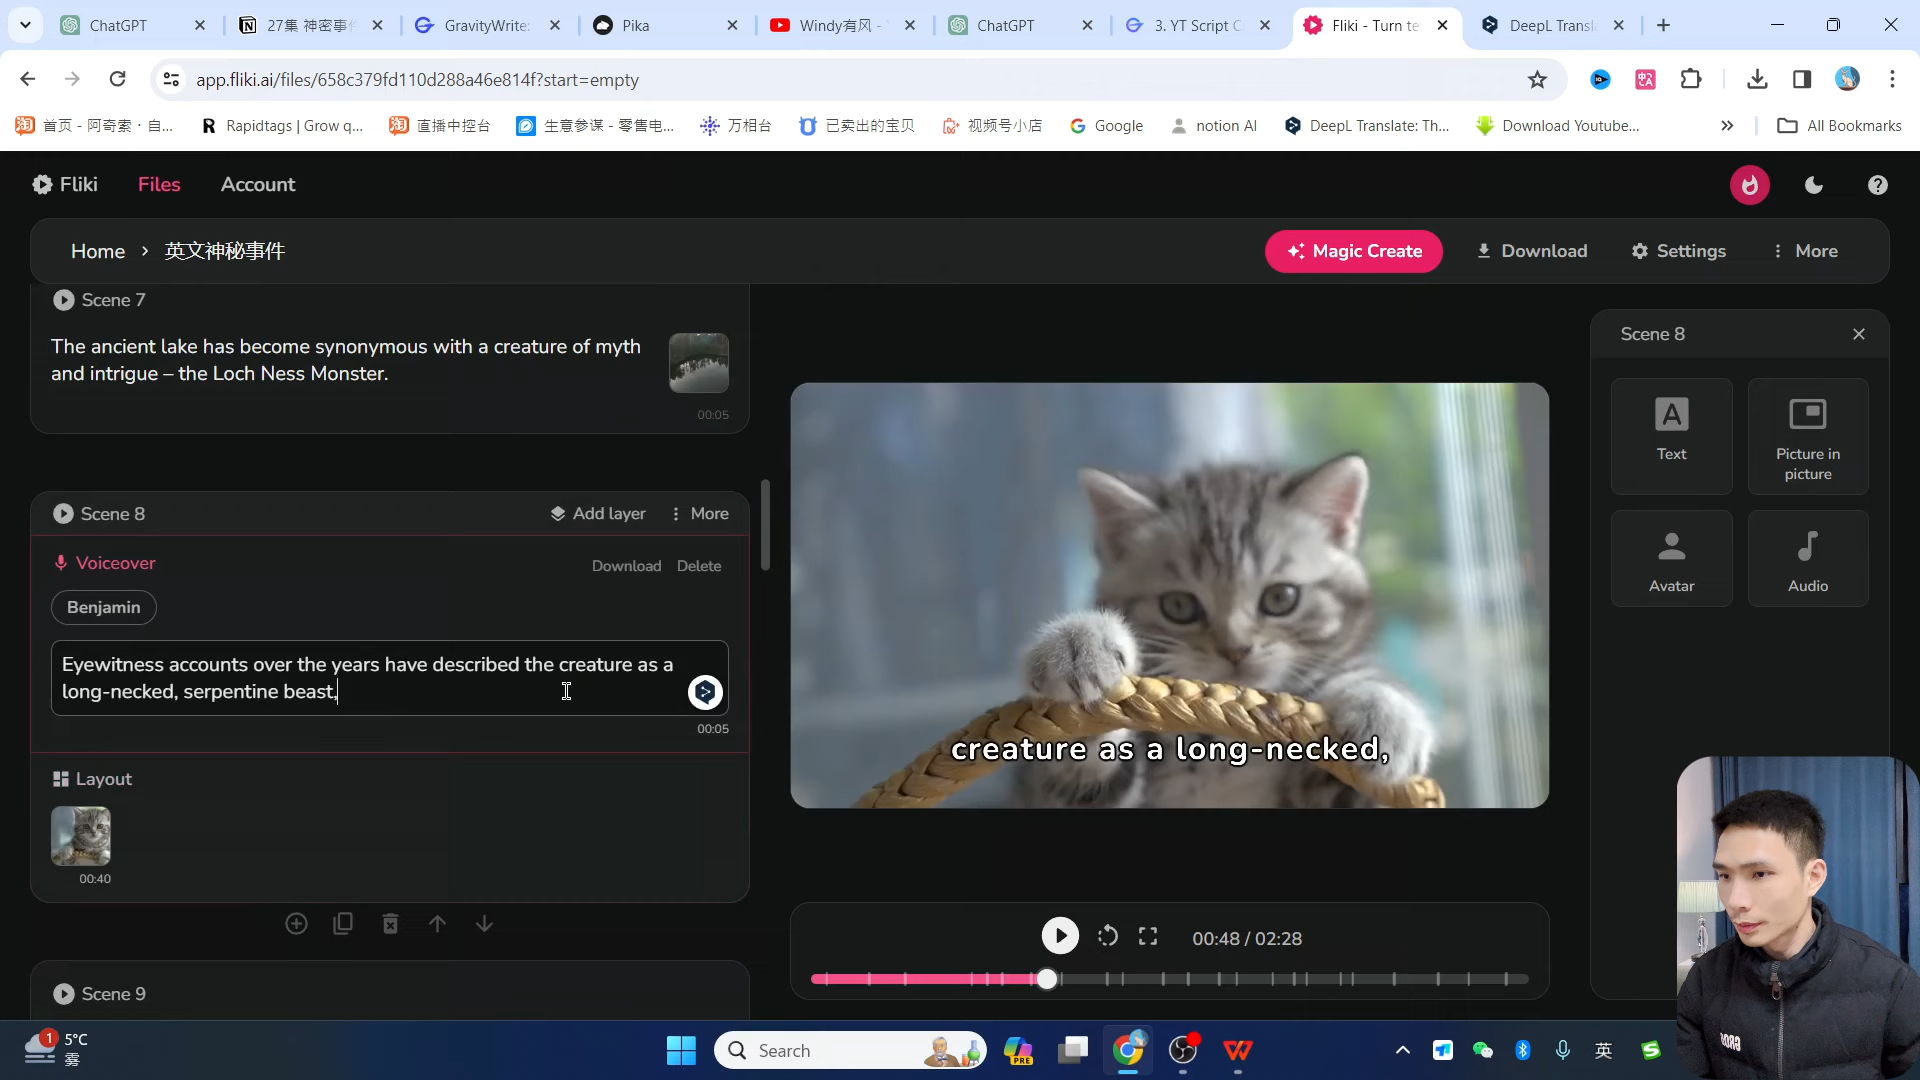 ChatGPT
27集 神密事件
GravityWrite:
Pika
Windy有风 -
ChatGPT
3. YT Script C
Fliki - Turn te
DeepL Transl
app.fliki.ai/files/658c379fd110d288a46e814f?start=empty
首页 - 阿奇索 · 自...
Rapidtags | Grow q...
直播中控台
生意参谋 - 零售电...
万相台
已卖出的宝贝
视频号小店
Google
notion AI
DeepL Translate: Th...
Download Youtube...
All Bookmarks
Fliki
Files
Account
Home
英文神秘事件
Magic Create
Download
Settings
More
Scene 7
The ancient lake has become synonymous with a creature of myth
and intrigue – the Loch Ness Monster.
00:05
Scene 8
Add layer
More
Voiceover
Download
Delete
Benjamin
Eyewitness accounts over the years have described the creature as a
long-necked, serpentine beast,
00:05
Layout
00:40
Scene 9
creature as a long-necked,
00:48 / 02:28
Scene 8
Text
Picture in
picture
Avatar
Audio
1
5°C
雾
Search
PRE
英